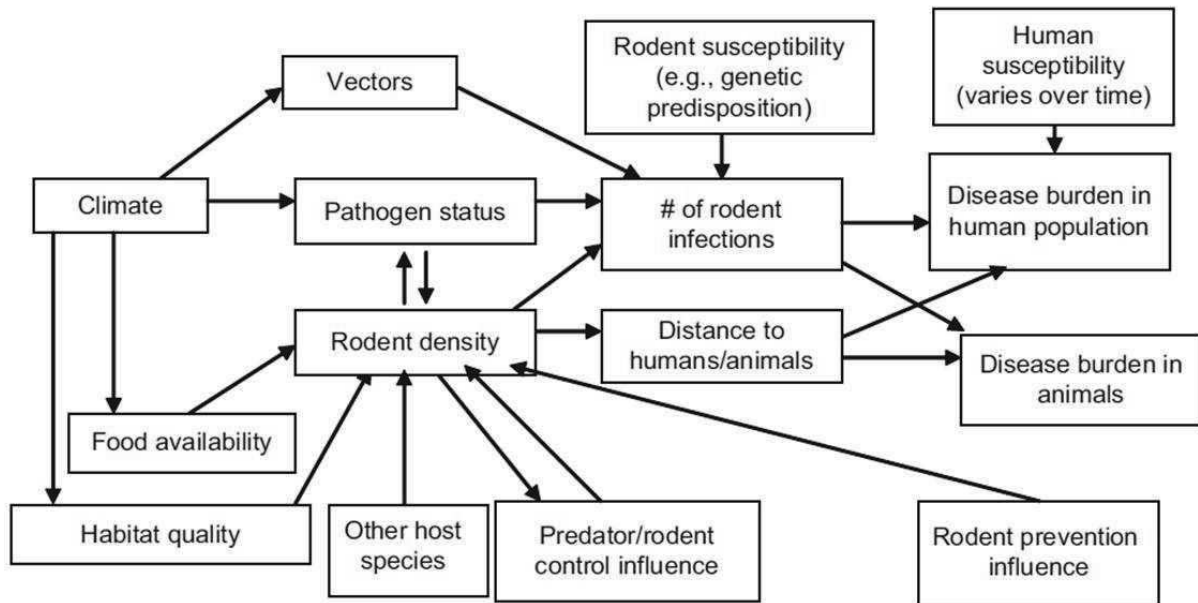 Vectors
Rodent susceptibility
(e.g., genetic
predisposition)
Human
susceptibility
(varies over time)
Climate
Pathogen status
# of rodent
infections
Disease burden in
human population
Rodent density
Distance to
humans/animals
Disease burden in
animals
Food availability
Habitat quality
Other host
species
Predator/rodent
control influence
Rodent prevention
influence